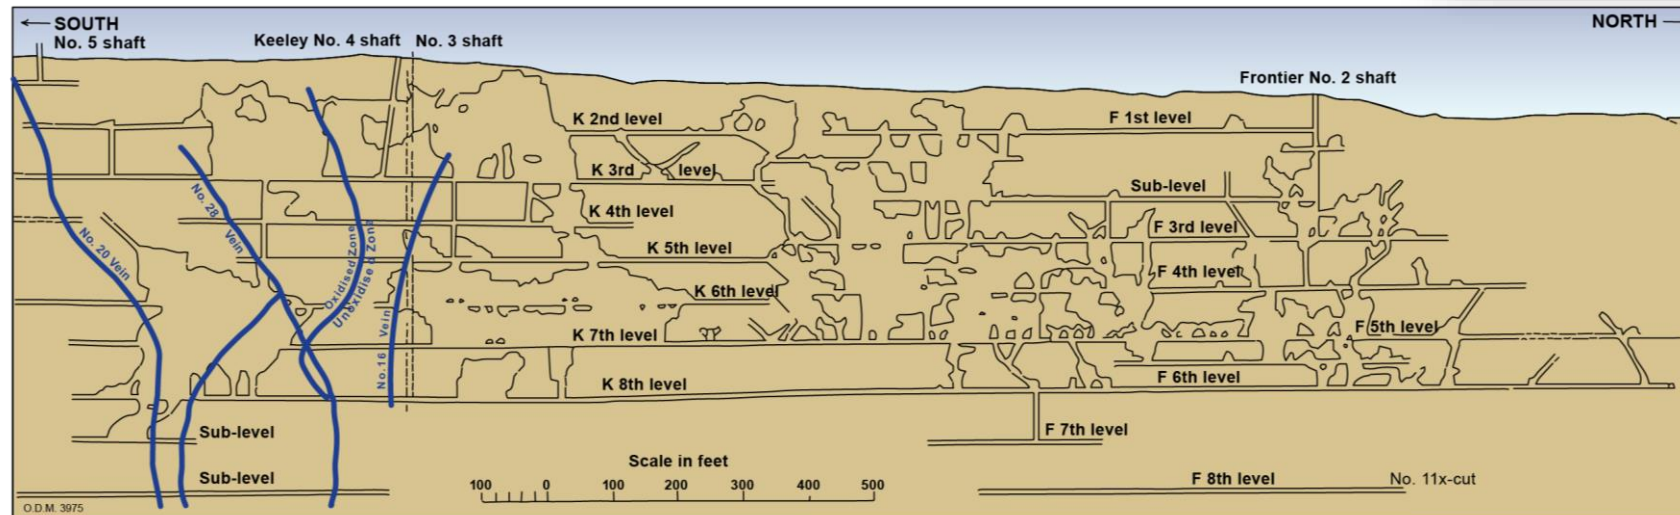 ← SOUTH
NORTH →
No. 5 shaft
Keeley No. 4 shaft
No. 3 shaft
Frontier No. 2 shaft
K 2nd level
F 1st level
K 3rd level
Sub-level
No. 28 Vein
K 4th level
F 3rd level
No. 20 Vein
Oxidised Zone
Unoxidised Zone
K 5th level
F 4th level
K 6th level
No. 16 Vein
K 7th level
F 5th level
K 8th level
F 6th level
Sub-level
F 7th level
Scale in feet
Sub-level
F 8th level
No. 11x-cut
100 0 100 200 300 400 500
O.D.M. 3975